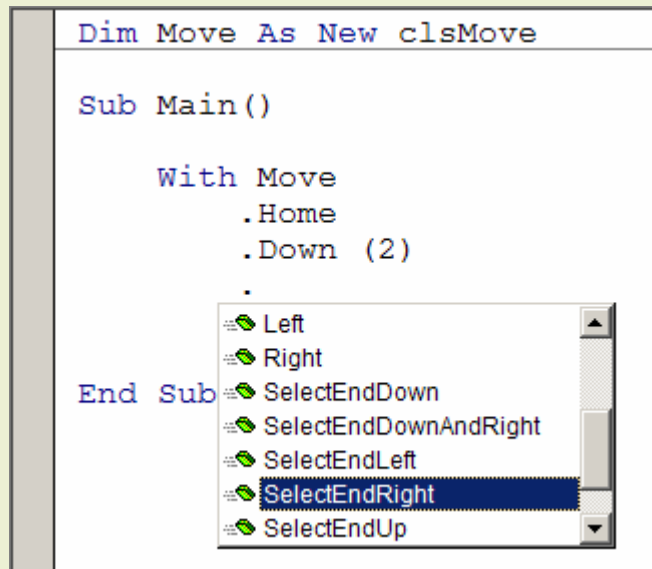 Dim Move As New clsMove
Sub Main()
With Move
.Home
.Down (2)
.
Left
Right
SelectEndDown
SelectEndDownAndRight
SelectEndLeft
SelectEndRight
SelectEndUp
End Sub